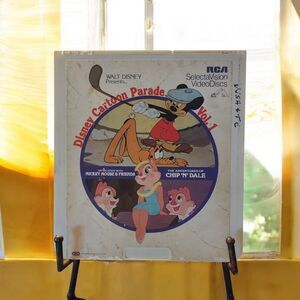 WALT DISNEY
Presents...
RCA
SelectaVision
VideoDiscs
Disney Cartoon Parade Vol. 1
MICKEY MOUSE & FRIENDS
THE ADVENTURES OF
CHIP 'N' DALE